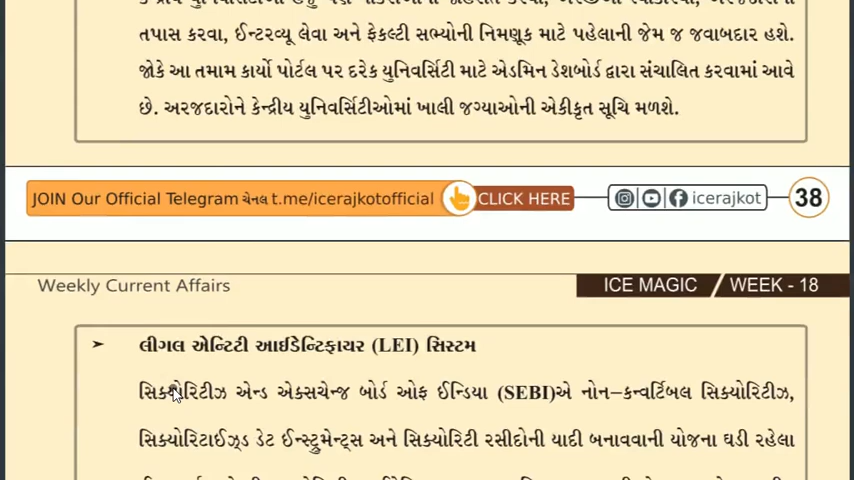 તપાસ કરવા, ઈન્ટરવ્યૂ લેવા અને ફેકલ્ટી સભ્યોની નિમણૂક માટે પહેલાની જેમ જ જવાબદાર હશે.
જોકે આ તમામ કાર્યો પોર્ટલ પર દરેક યુનિવર્સિટી માટે એડમિન ડેશબોર્ડ દ્વારા સંચાલિત કરવામાં આવે
છે. અરજદારોને કેન્દ્રીય યુનિવર્સિટીઓમાં ખાલી જગ્યાઓની એકીકૃત સૂચિ મળશે.
JOIN Our Official Telegram ચેનલ t.me/icerajkotofficial CLICK HERE icerajkot 38
Weekly Current Affairs ICE MAGIC / WEEK - 18
➢ લીગલ એન્ટિટી આઈડેન્ટિફાયર (LEI) સિસ્ટમ
સિક્યોરિટીઝ એન્ડ એક્સચેન્જ બોર્ડ ઓફ ઈન્ડિયા (SEBI)એ નોન–કન્વર્ટિબલ સિક્યોરિટીઝ,
સિક્યોરિટાઈઝ્ડ ડેટ ઈન્સ્ટ્રુમેન્ટ્સ અને સિક્યોરિટી રસીદોની યાદી બનાવવાની યોજના ઘડી રહેલા